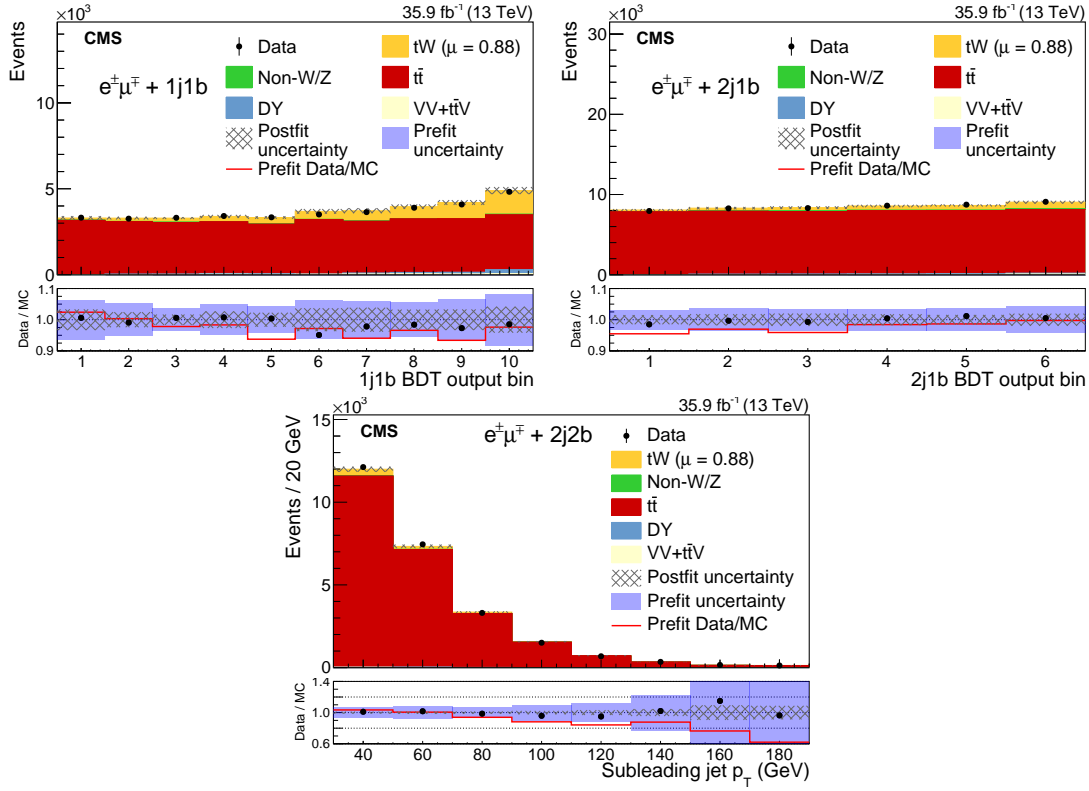 ×10³ 35.9 fb⁻¹ (13 TeV)
CMS
e±μ∓ + 1j1b
Data
tW (μ = 0.88)
Non-W/Z
tt̄
DY
VV+tt̄V
Postfit uncertainty
Prefit uncertainty
Prefit Data/MC
Events
10
5
0
Data / MC
1.1
1.0
0.9
1 2 3 4 5 6 7 8 9 10
1j1b BDT output bin
×10³ 35.9 fb⁻¹ (13 TeV)
CMS
e±μ∓ + 2j1b
Data
tW (μ = 0.88)
Non-W/Z
tt̄
DY
VV+tt̄V
Postfit uncertainty
Prefit uncertainty
Prefit Data/MC
Events
30
20
10
0
Data / MC
1.1
1.0
0.9
1 2 3 4 5 6
2j1b BDT output bin
×10³ 35.9 fb⁻¹ (13 TeV)
CMS
e±μ∓ + 2j2b
Data
tW (μ = 0.88)
Non-W/Z
tt̄
DY
VV+tt̄V
Postfit uncertainty
Prefit uncertainty
Prefit Data/MC
Events / 20 GeV
15
10
5
0
Data / MC
1.4
1.0
0.6
40 60 80 100 120 140 160 180
Subleading jet p_T (GeV)